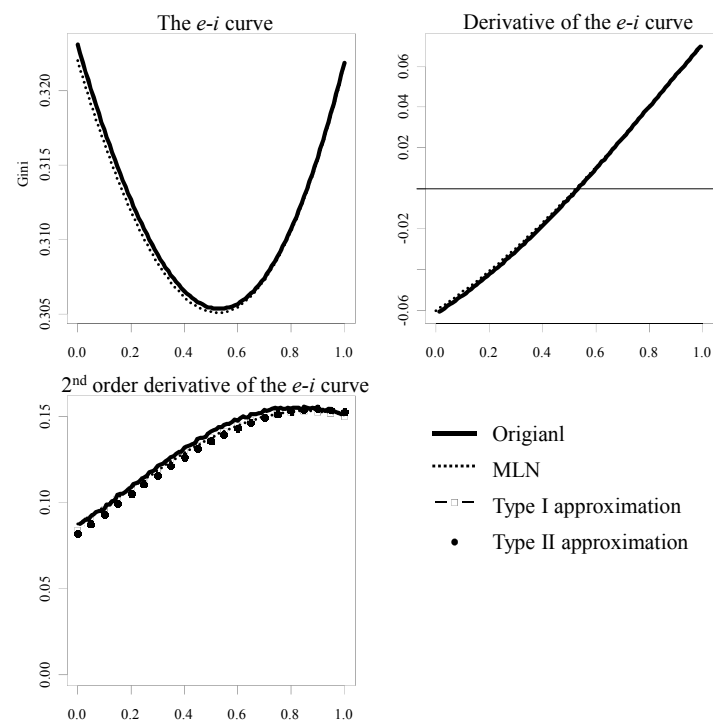 The e-i curve
Gini
0.320
0.315
0.310
0.305
0.0 0.2 0.4 0.6 0.8 1.0
Derivative of the e-i curve
0.06
0.04
0.02
-0.02
-0.06
0.0 0.2 0.4 0.6 0.8 1.0
2nd order derivative of the e-i curve
0.15
0.10
0.05
0.00
0.0 0.2 0.4 0.6 0.8 1.0
Origianl
MLN
Type I approximation
Type II approximation